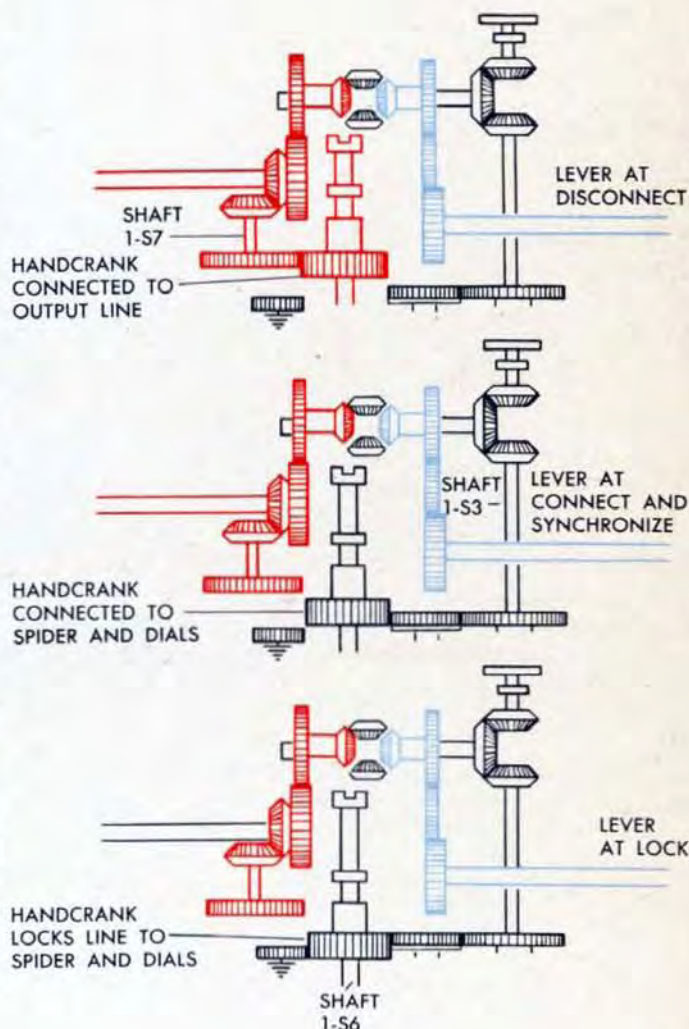 LEVER AT
DISCONNECT
SHAFT
1-S7
HANDCRANK
CONNECTED TO
OUTPUT LINE
SHAFT
1-S3
LEVER AT
CONNECT AND
SYNCHRONIZE
HANDCRANK
CONNECTED TO
SPIDER AND DIALS
LEVER
AT LOCK
HANDCRANK
LOCKS LINE TO
SPIDER AND DIALS
SHAFT
1-S6